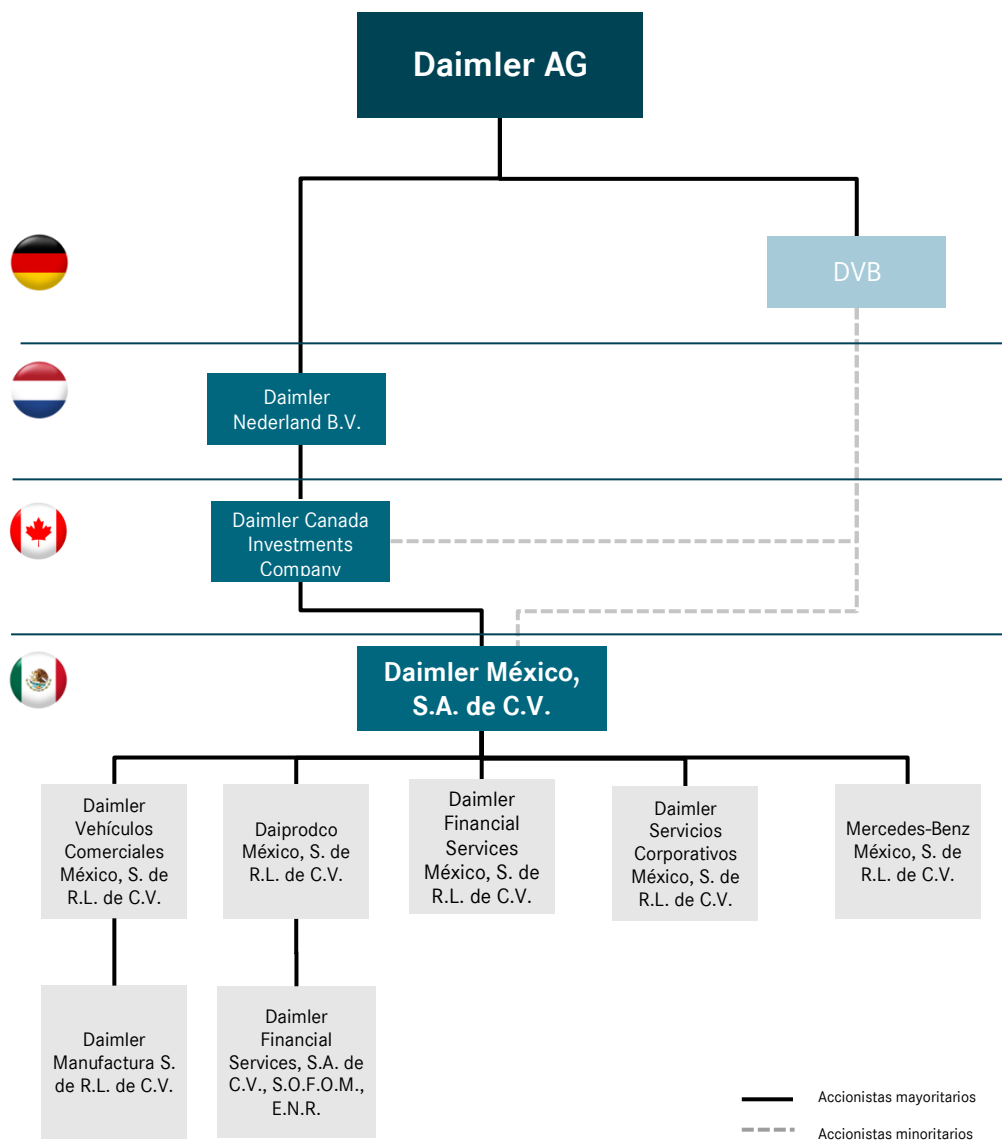 Daimler AG
DVB
Daimler
Nederland B.V.
Daimler Canada
Investments
Company
Daimler México,
S.A. de C.V.
Daimler
Vehículos
Comerciales
México, S. de
R.L. de C.V.
Daiprodco
México, S. de
R.L. de C.V.
Daimler
Financial
Services
México, S. de
R.L. de C.V.
Daimler
Servicios
Corporativos
México, S. de
R.L. de C.V.
Mercedes-Benz
México, S. de
R.L. de C.V.
Daimler
Manufactura S.
de R.L. de C.V.
Daimler
Financial
Services, S.A. de
C.V., S.O.F.O.M.,
E.N.R.
Accionistas mayoritarios
Accionistas minoritarios